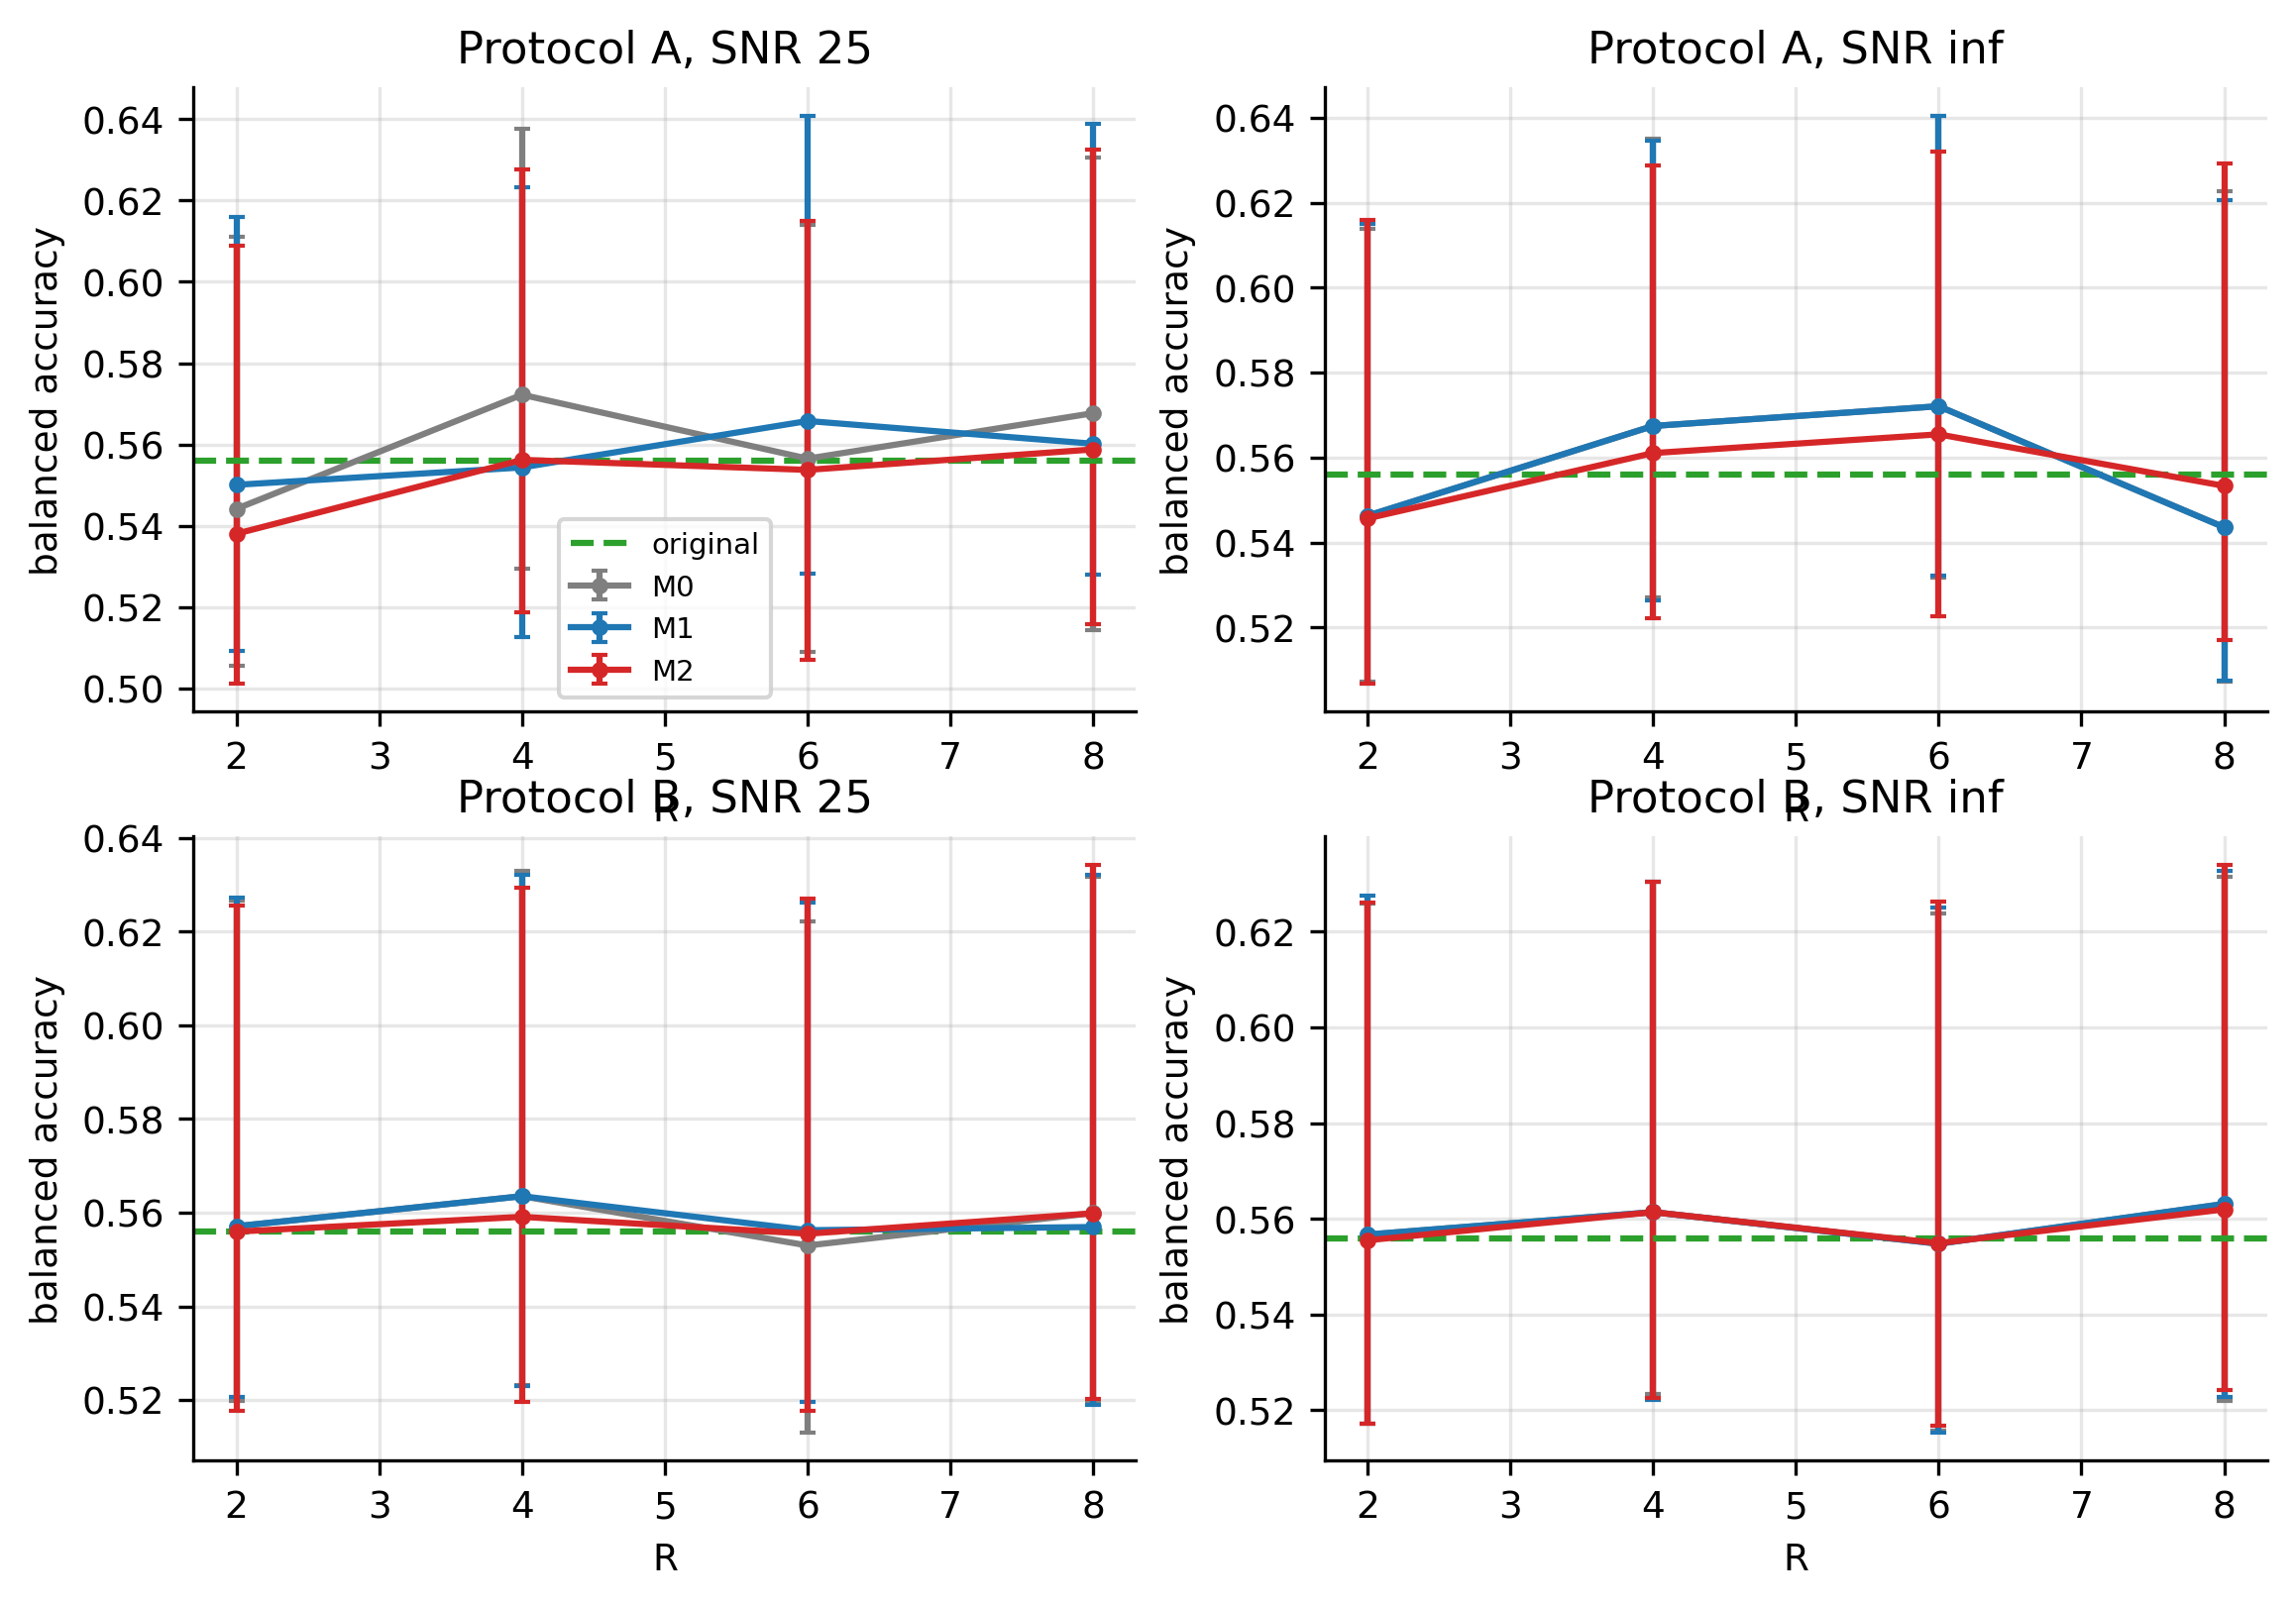 Protocol A, SNR 25
balanced accuracy
0.64
0.62
0.60
0.58
0.56
0.54
0.52
0.50
original
M0
M1
M2
2 3 4 5 6 7 8
R
Protocol A, SNR inf
balanced accuracy
0.64
0.62
0.60
0.58
0.56
0.54
0.52
2 3 4 5 6 7 8
R
Protocol B, SNR 25
balanced accuracy
0.64
0.62
0.60
0.58
0.56
0.54
0.52
2 3 4 5 6 7 8
R
Protocol B, SNR inf
balanced accuracy
0.62
0.60
0.58
0.56
0.54
0.52
2 3 4 5 6 7 8
R